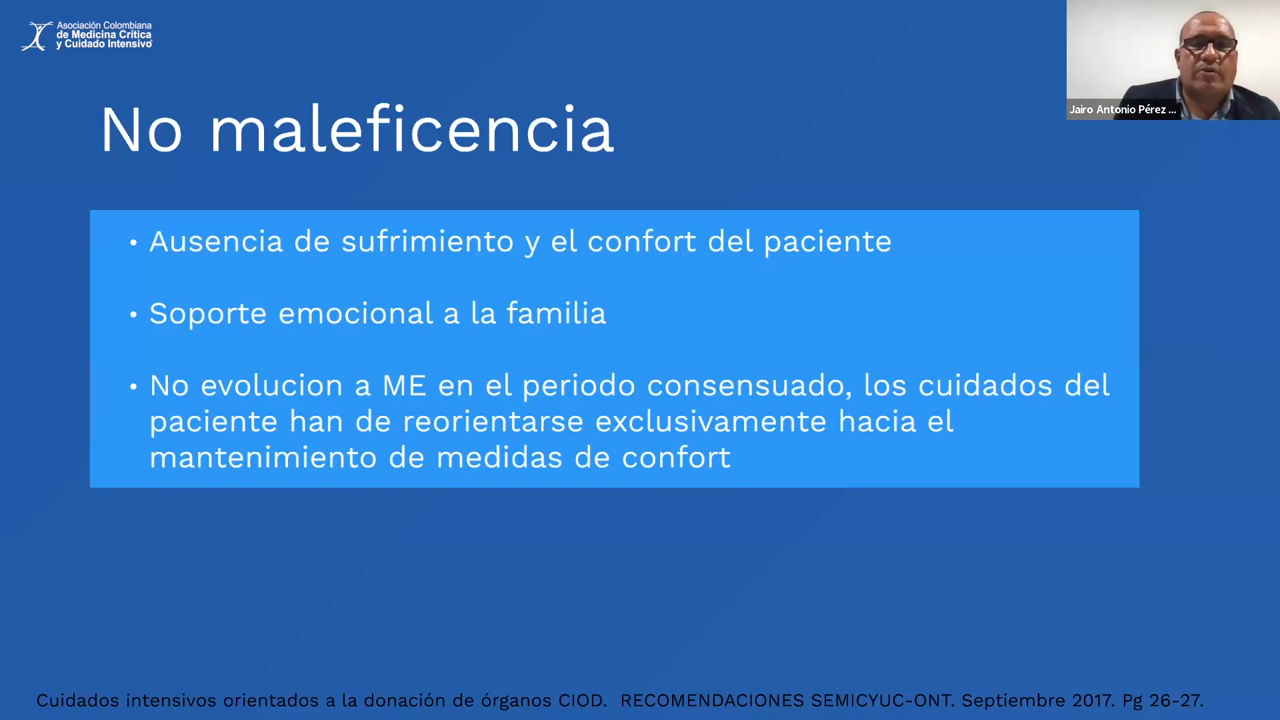 Asociación Colombiana
de Medicina Crítica
y Cuidado Intensivo
Jairo Antonio Pérez ...
No maleficencia
• Ausencia de sufrimiento y el confort del paciente
• Soporte emocional a la familia
• No evolucion a ME en el periodo consensuado, los cuidados del
paciente han de reorientarse exclusivamente hacia el
mantenimiento de medidas de confort
Cuidados intensivos orientados a la donación de órganos CIOD.  RECOMENDACIONES SEMICYUC-ONT. Septiembre 2017. Pg 26-27.